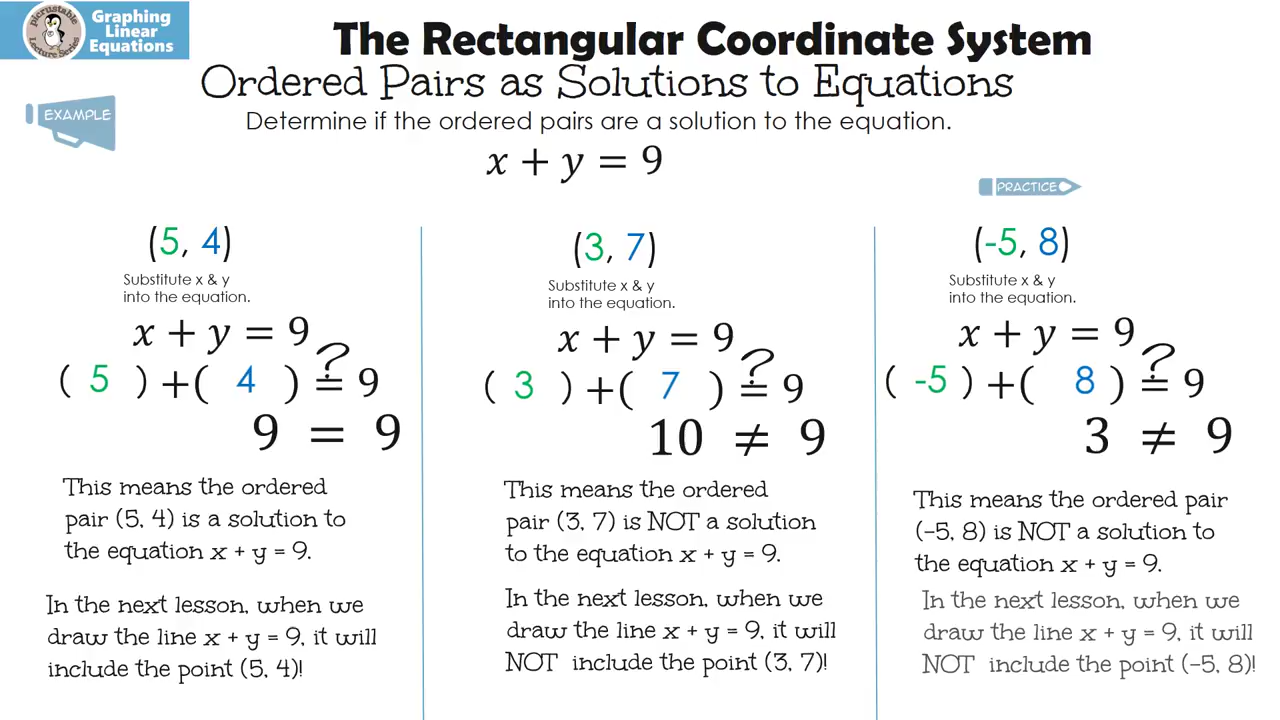 picrustable
Lecture Series
Graphing
Linear
Equations
The Rectangular Coordinate System
Ordered Pairs as Solutions to Equations
EXAMPLE
Determine if the ordered pairs are a solution to the equation.
x + y = 9
PRACTICE
(5, 4)
Substitute x & y
into the equation.
x + y = 9
?
( 5 ) +( 4 ) = 9
9 = 9
This means the ordered
pair (5, 4) is a solution to
the equation x + y = 9.
In the next lesson, when we
draw the line x + y = 9, it will
include the point (5, 4)!
(3, 7)
Substitute x & y
into the equation.
x + y = 9
?
( 3 ) +( 7 ) = 9
10 ≠ 9
This means the ordered
pair (3, 7) is NOT a solution
to the equation x + y = 9.
In the next lesson, when we
draw the line x + y = 9, it will
NOT include the point (3, 7)!
(-5, 8)
Substitute x & y
into the equation.
x + y = 9
?
( -5 ) +( 8 ) = 9
3 ≠ 9
This means the ordered pair
(-5, 8) is NOT a solution to
the equation x + y = 9.
In the next lesson, when we
draw the line x + y = 9, it will
NOT include the point (-5, 8)!